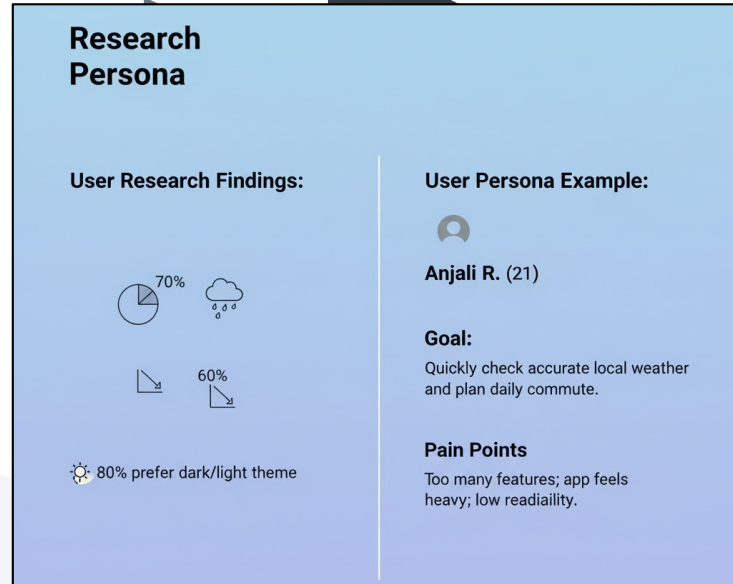 Research
Persona
User Research Findings:
70%
60%
80% prefer dark/light theme
User Persona Example:
Anjali R. (21)
Goal:
Quickly check accurate local weather
and plan daily commute.
Pain Points
Too many features; app feels
heavy; low readiaility.